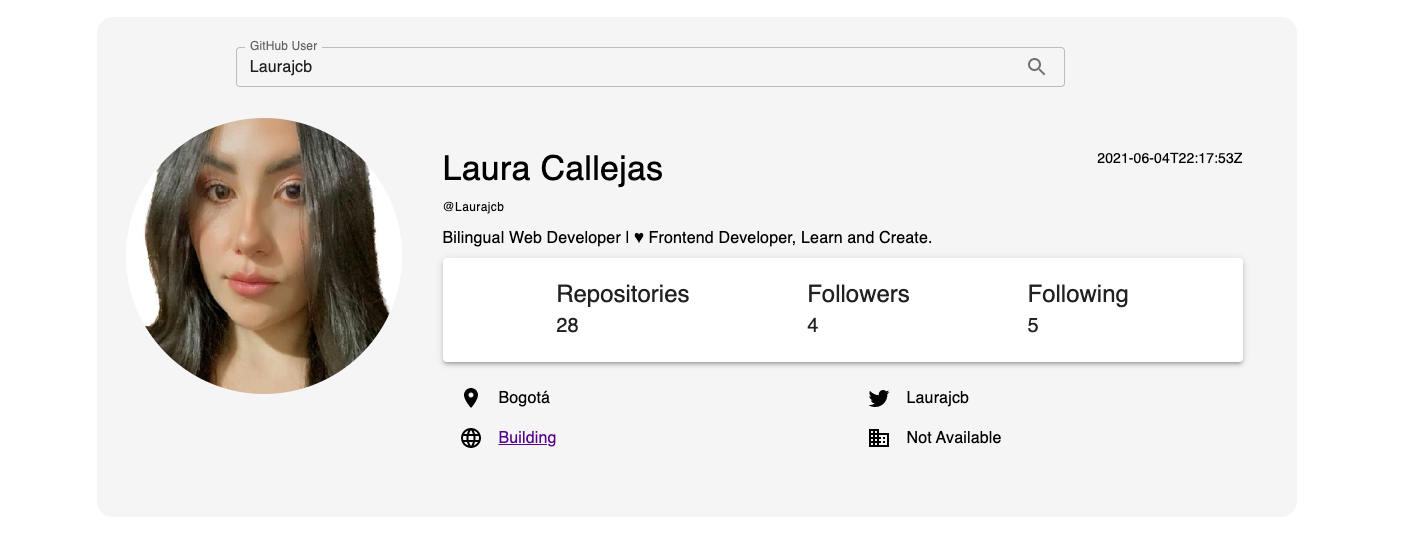 GitHub User
Laurajcb
Laura Callejas
2021-06-04T22:17:53Z
@Laurajcb
Bilingual Web Developer | ♥ Frontend Developer, Learn and Create.
Repositories Followers Following
28 4 5
Bogotá Laurajcb
Building Not Available